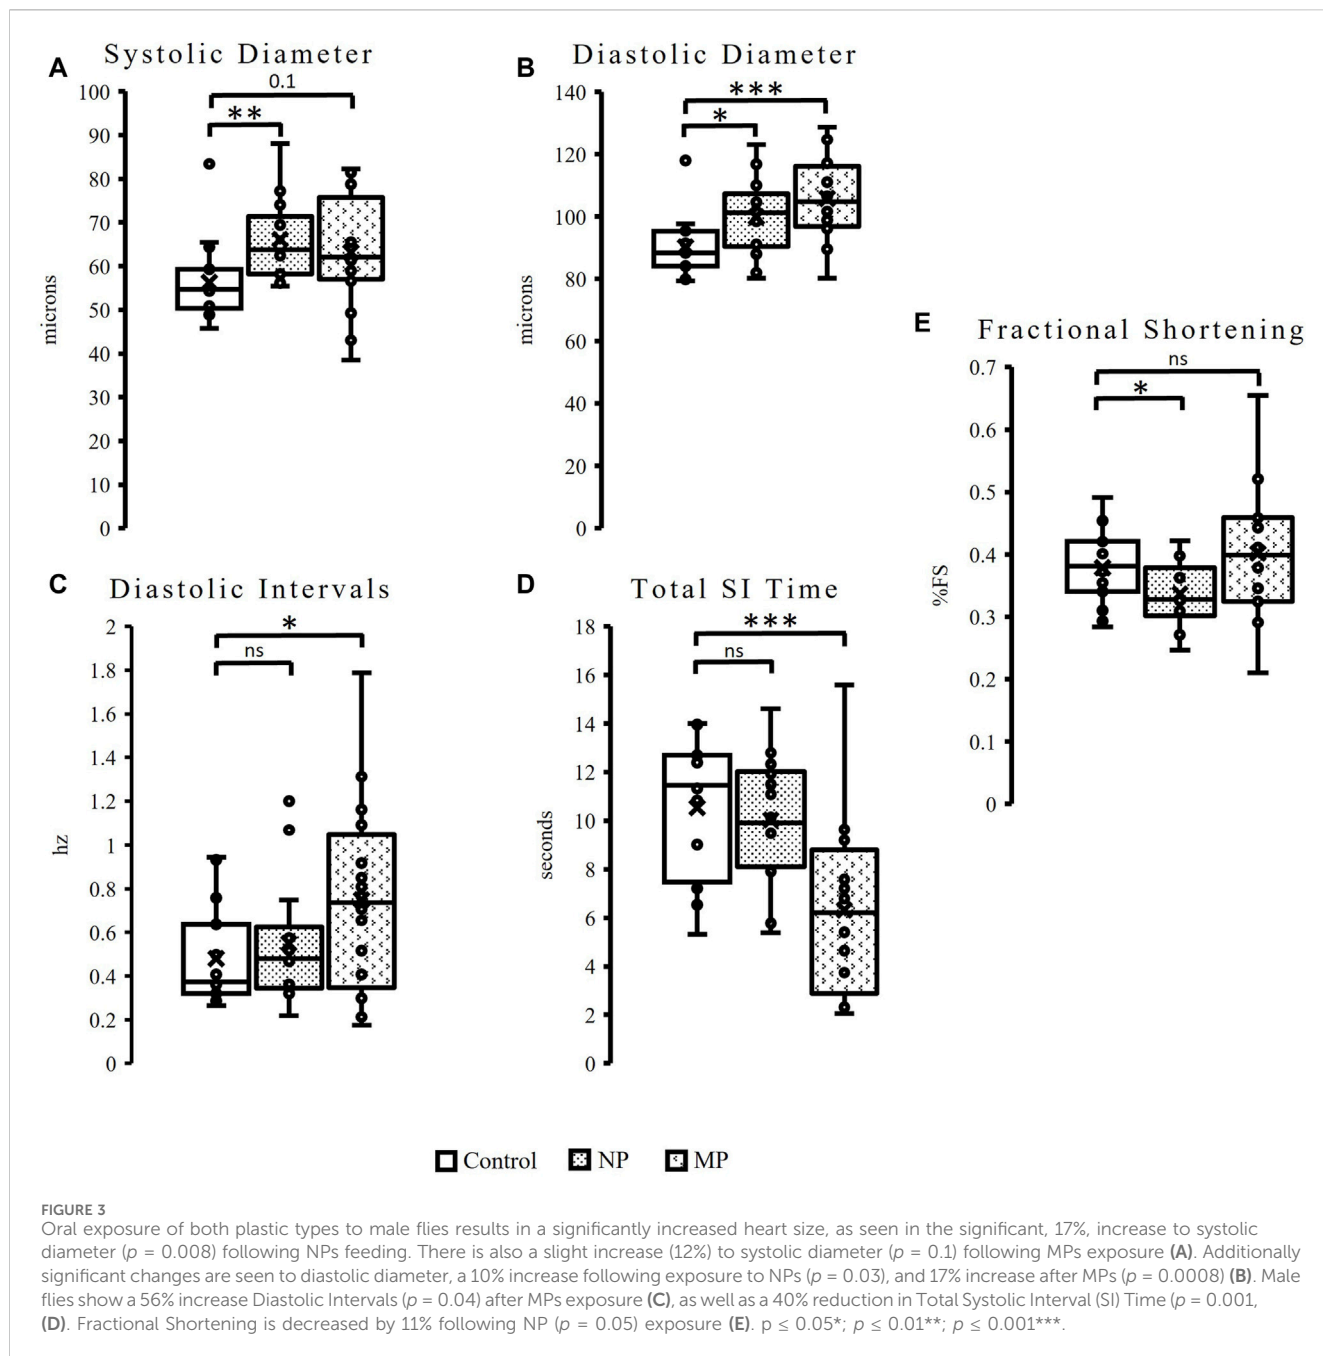 A
Systolic Diameter
0.1
**
100
90
80
70
60
50
40
30
20
10
0
microns
B
Diastolic Diameter
***
*
140
120
100
80
60
40
20
0
microns
E
Fractional Shortening
ns
*
0.7
0.6
0.5
0.4
0.3
0.2
0.1
0
%FS
C
Diastolic Intervals
*
ns
2
1.8
1.6
1.4
1.2
1
0.8
0.6
0.4
0.2
0
hz
D
Total SI Time
***
ns
18
16
14
12
10
8
6
4
2
0
seconds
Control NP MP
FIGURE 3
Oral exposure of both plastic types to male flies results in a significantly increased heart size, as seen in the significant, 17%, increase to systolic
diameter (p = 0.008) following NPs feeding. There is also a slight increase (12%) to systolic diameter (p = 0.1) following MPs exposure (A). Additionally
significant changes are seen to diastolic diameter, a 10% increase following exposure to NPs (p = 0.03), and 17% increase after MPs (p = 0.0008) (B). Male
flies show a 56% increase Diastolic Intervals (p = 0.04) after MPs exposure (C), as well as a 40% reduction in Total Systolic Interval (SI) Time (p = 0.001,
(D). Fractional Shortening is decreased by 11% following NP (p = 0.05) exposure (E). p ≤ 0.05*; p ≤ 0.01**; p ≤ 0.001***.